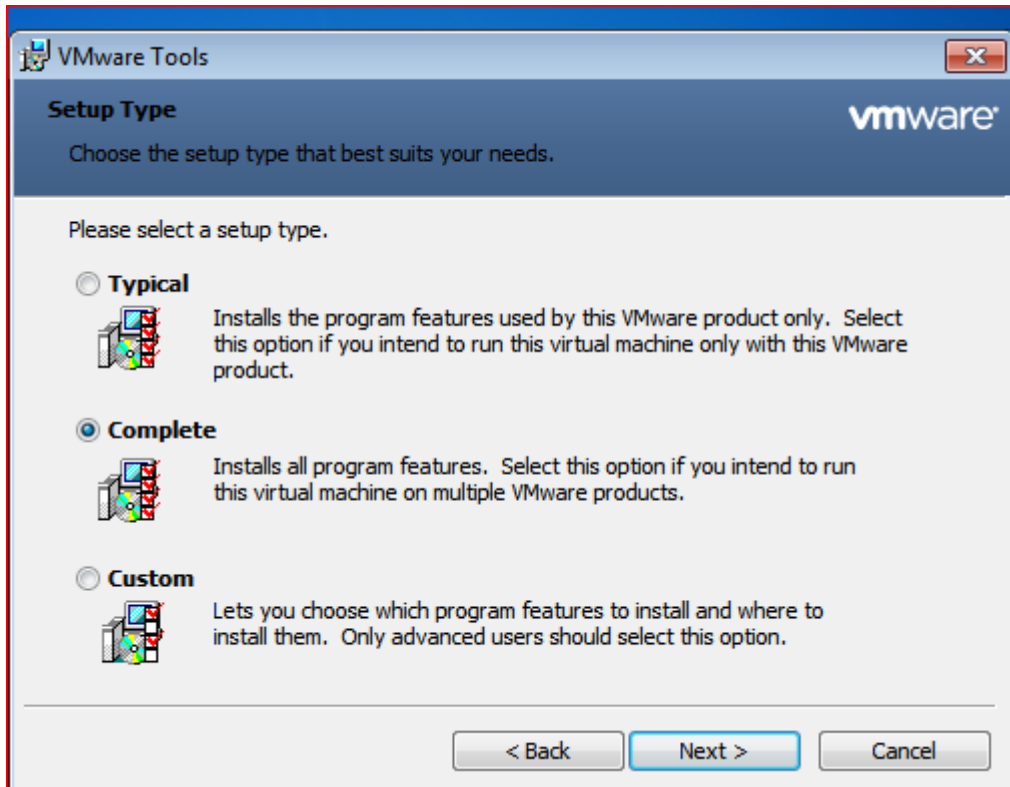 VMware Tools
Setup Type
vmware
Choose the setup type that best suits your needs.
Please select a setup type.
Typical
Installs the program features used by this VMware product only. Select
this option if you intend to run this virtual machine only with this VMware
product.
Complete
Installs all program features. Select this option if you intend to run
this virtual machine on multiple VMware products.
Custom
Lets you choose which program features to install and where to
install them. Only advanced users should select this option.
< Back
Next >
Cancel